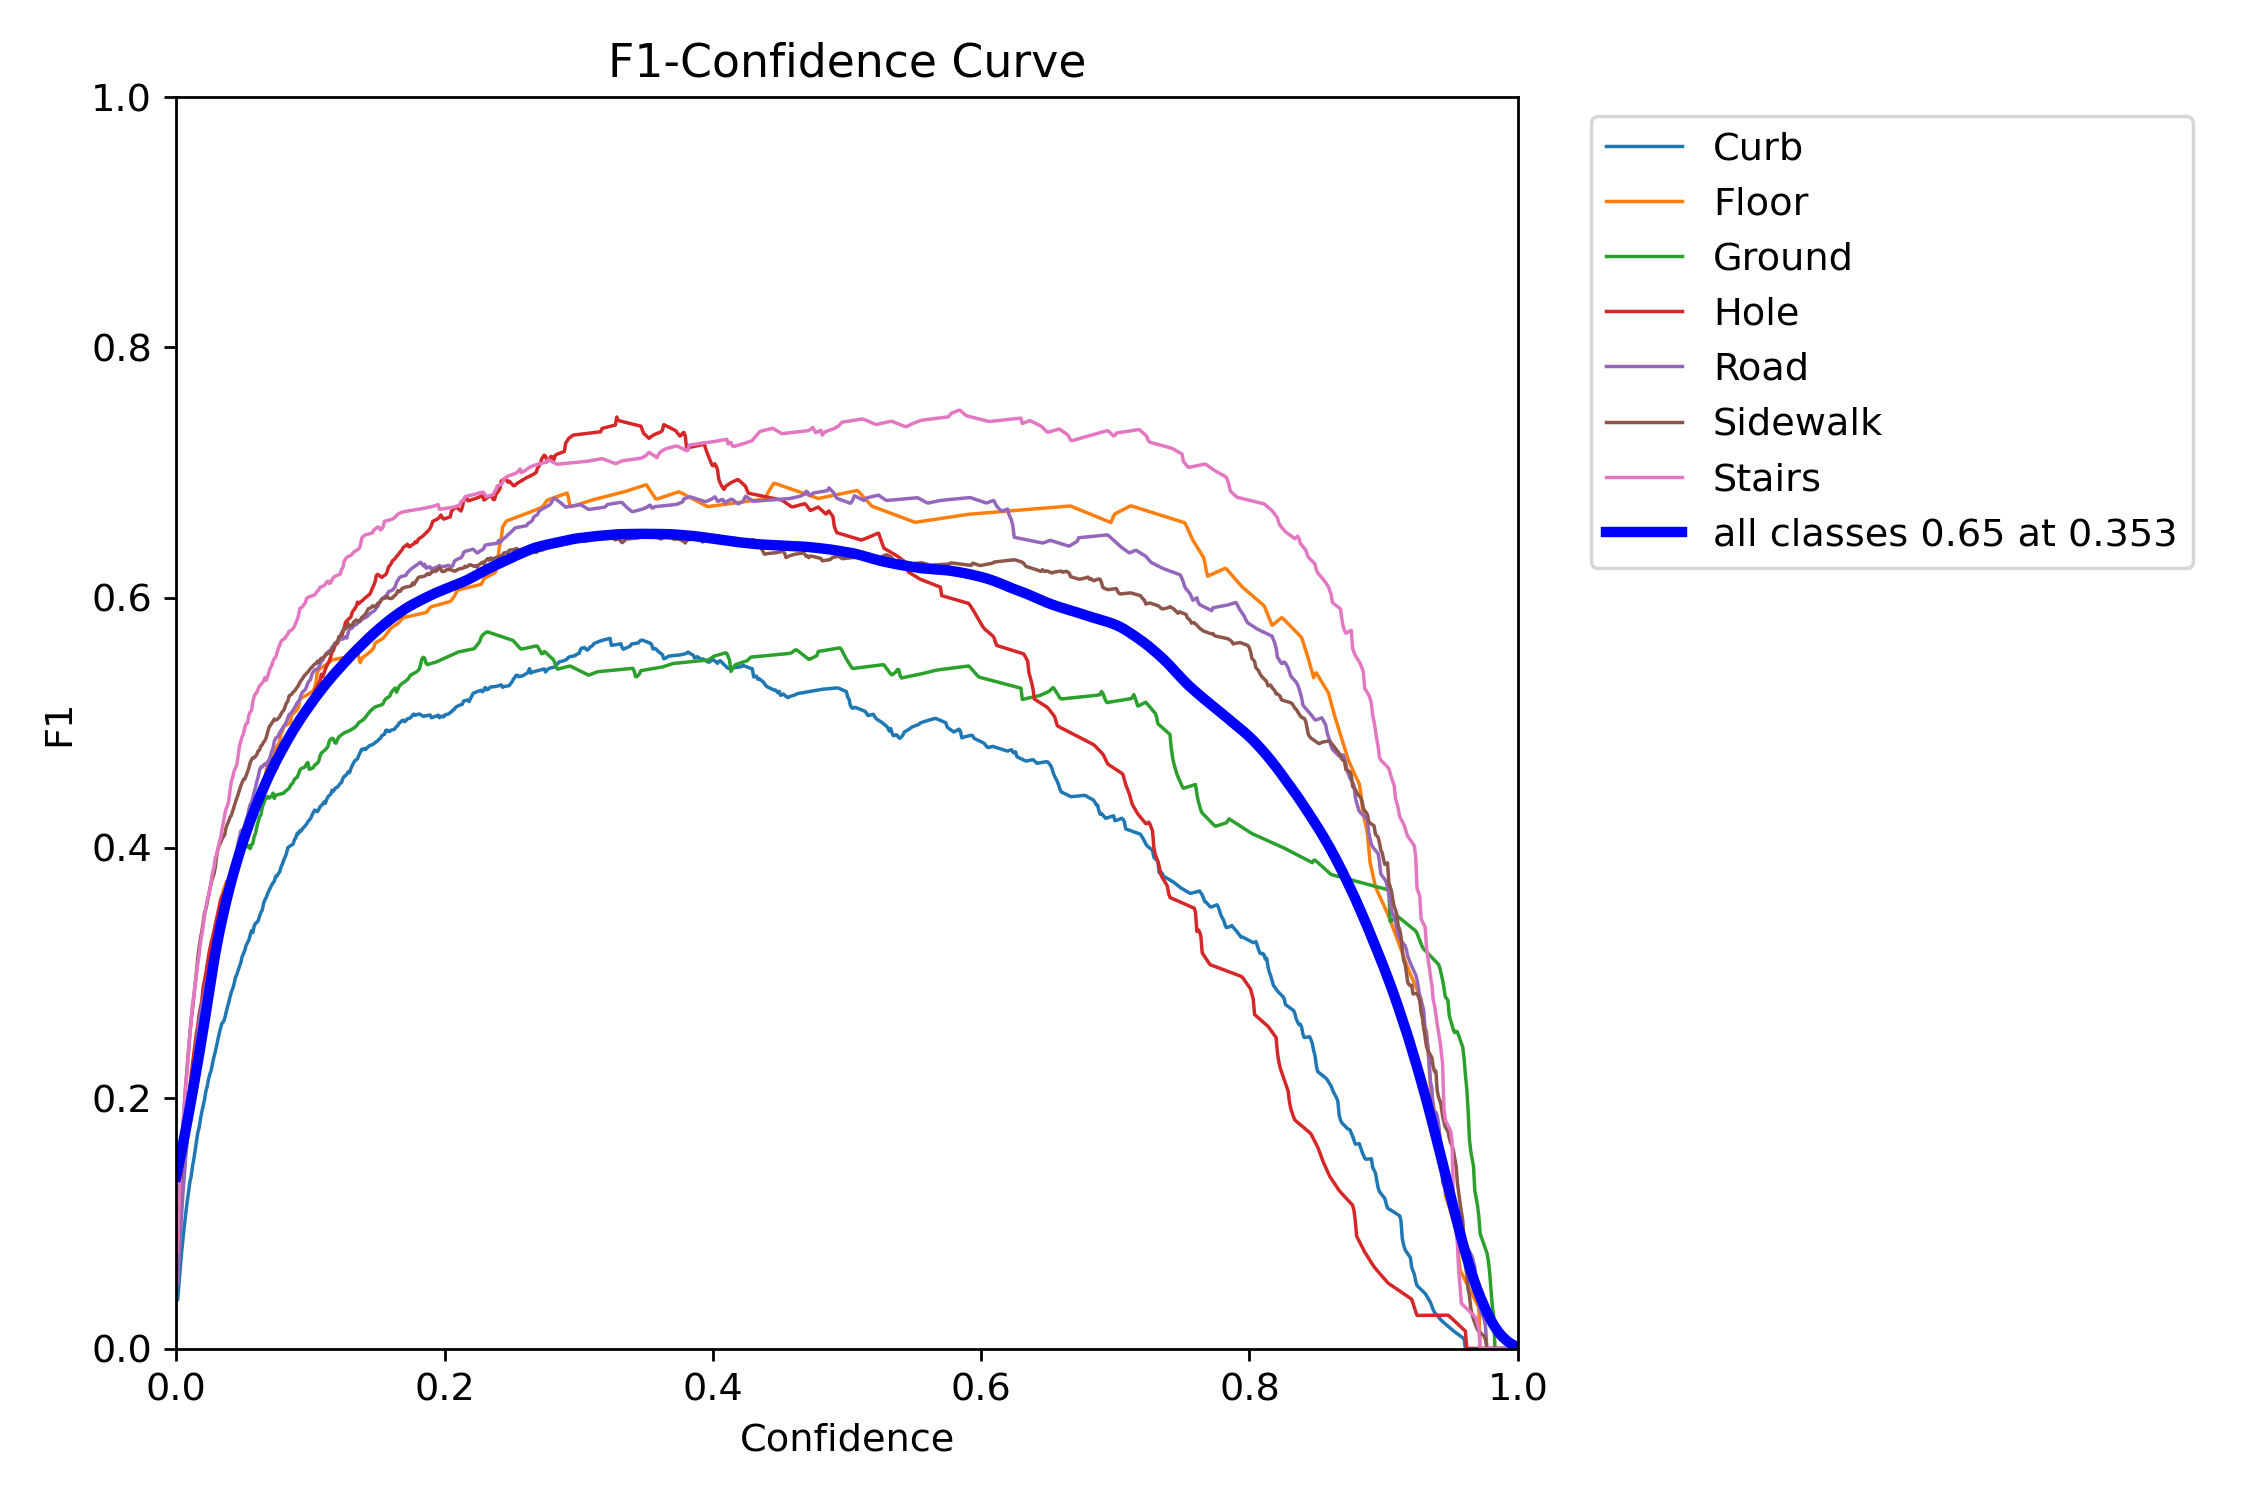 F1-Confidence Curve
1.0
0.8
0.6
0.4
0.2
0.0
F1
0.0 0.2 0.4 0.6 0.8 1.0
Confidence
Curb
Floor
Ground
Hole
Road
Sidewalk
Stairs
all classes 0.65 at 0.353